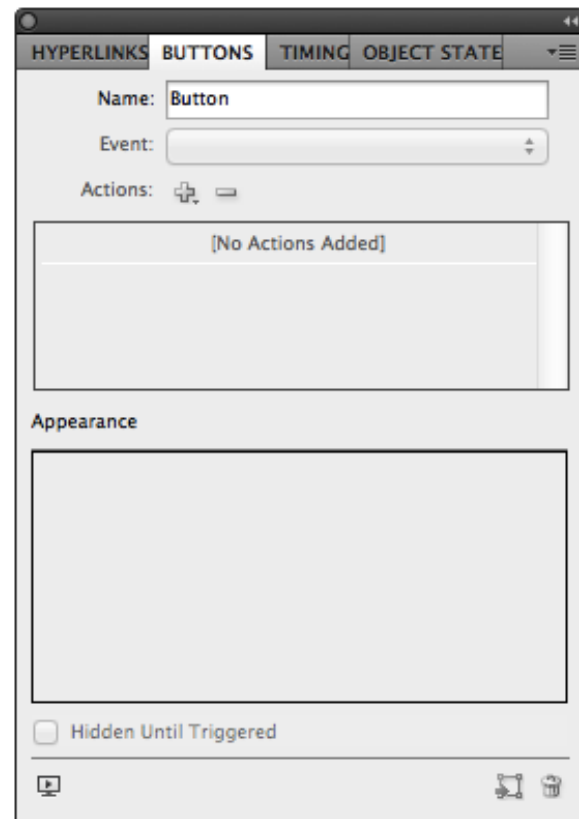 HYPERLINKS BUTTONS TIMING OBJECT STATE
Name: Button
Event:
Actions:
[No Actions Added]
Appearance
Hidden Until Triggered